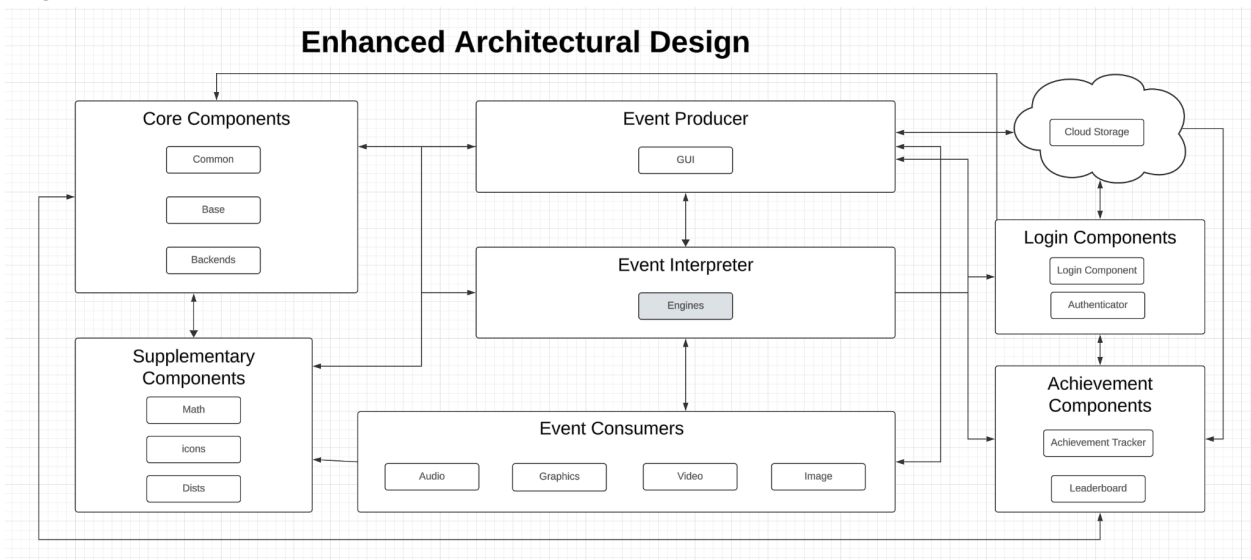 Enhanced Architectural Design
Core Components
Common
Base
Backends
Supplementary
Components
Math
icons
Dists
Event Producer
GUI
Event Interpreter
Engines
Event Consumers
Audio
Graphics
Video
Image
Cloud Storage
Login Components
Login Component
Authenticator
Achievement
Components
Achievement Tracker
Leaderboard